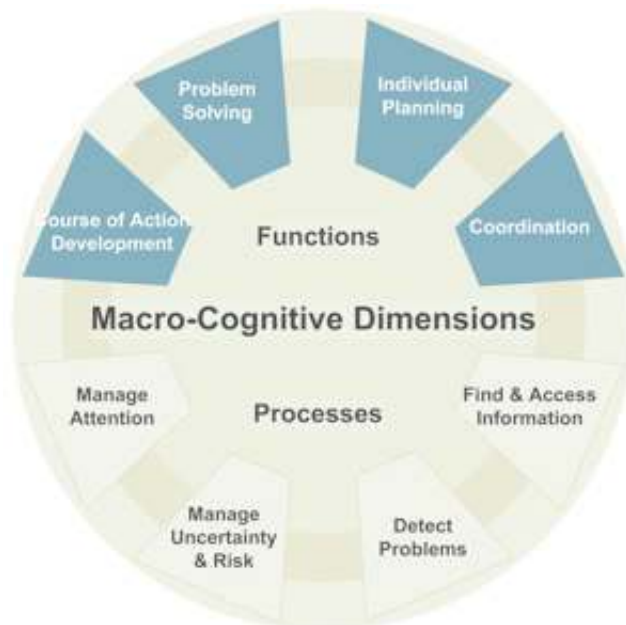 Problem
Solving
Individual
Planning
Course of Action
Development
Coordination
Functions
Macro-Cognitive Dimensions
Manage
Attention
Processes
Find & Access
Information
Manage
Uncertainty
& Risk
Detect
Problems